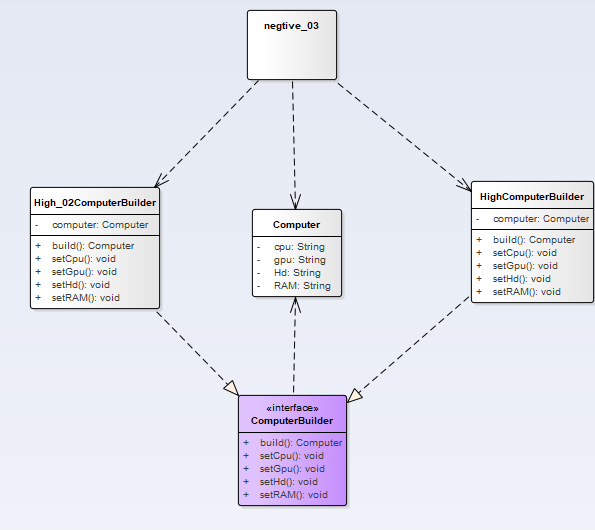 negtive_03
High_02ComputerBuilder
- computer: Computer
+ build(): Computer
+ setCpu(): void
+ setGpu(): void
+ setHd(): void
+ setRAM(): void
Computer
- cpu: String
- gpu: String
- Hd: String
- RAM: String
HighComputerBuilder
- computer: Computer
+ build(): Computer
+ setCpu(): void
+ setGpu(): void
+ setHd(): void
+ setRAM(): void
«interface»
ComputerBuilder
+ build(): Computer
+ setCpu(): void
+ setGpu(): void
+ setHd(): void
+ setRAM(): void